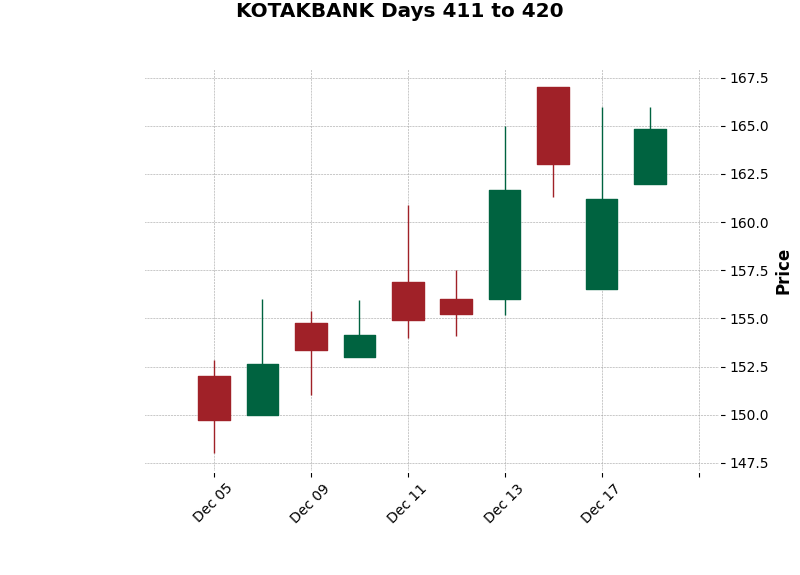 KOTAKBANK Days 411 to 420
167.5
165.0
162.5
160.0
157.5
155.0
152.5
150.0
147.5
Price
Dec 05
Dec 09
Dec 11
Dec 13
Dec 17